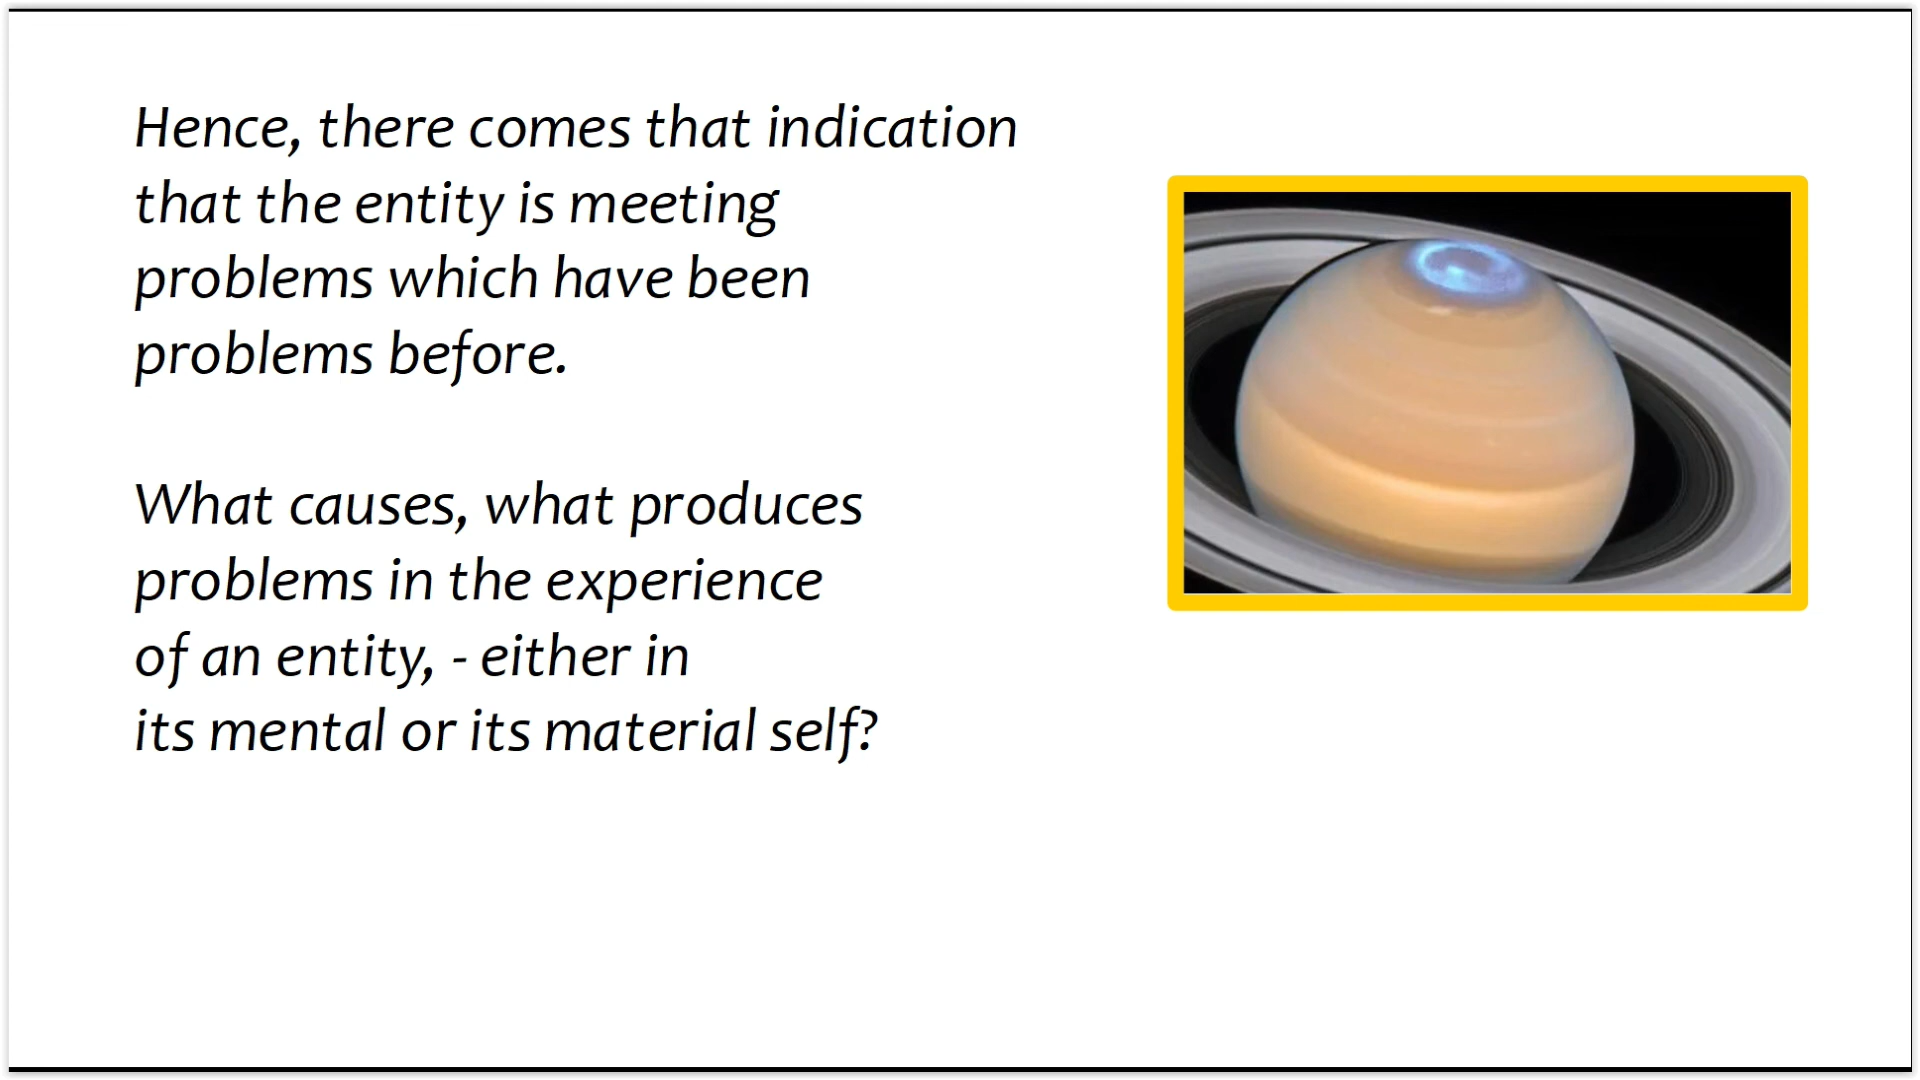 Hence, there comes that indication
that the entity is meeting
problems which have been
problems before.
What causes, what produces
problems in the experience
of an entity, - either in
its mental or its material self?